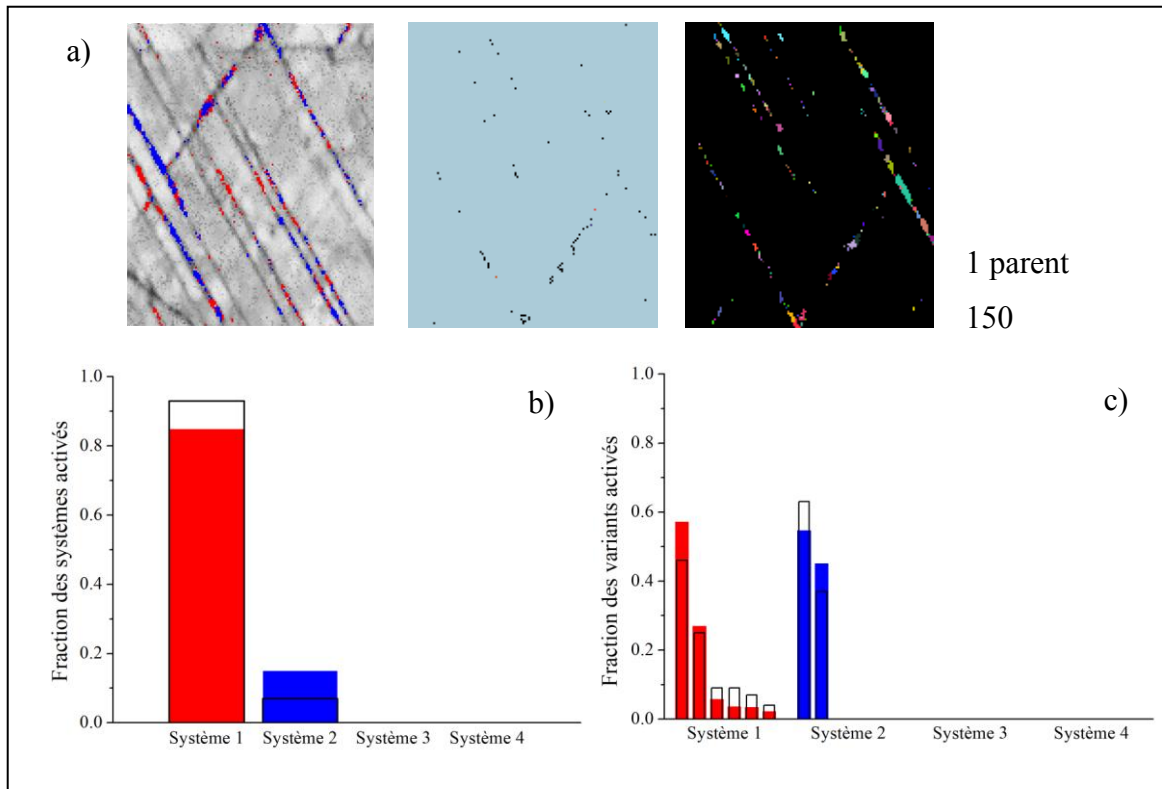 a)
1 parent
150
b)
Fraction des systèmes activés
1.0
0.8
0.6
0.4
0.2
0.0
Système 1 Système 2 Système 3 Système 4
c)
Fraction des variants activés
1.0
0.8
0.6
0.4
0.2
0.0
Système 1 Système 2 Système 3 Système 4